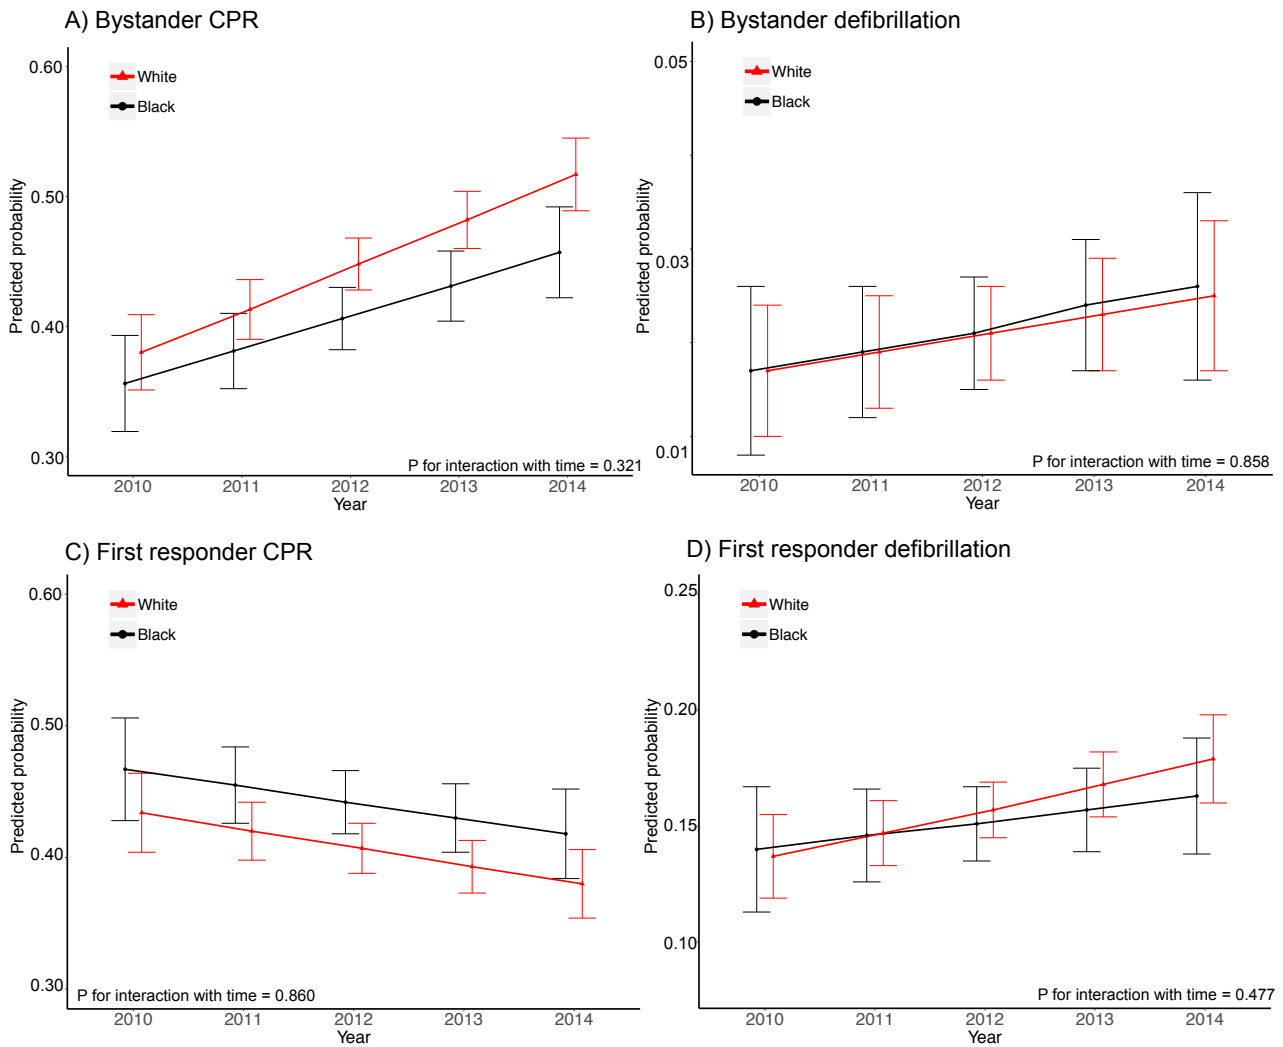 A) Bystander CPR
0.60
White
Black
0.50
0.40
0.30
Predicted probability
P for interaction with time = 0.321
2010 2011 2012 2013 2014
Year
B) Bystander defibrillation
0.05
White
Black
0.03
0.01
Predicted probability
P for interaction with time = 0.858
2010 2011 2012 2013 2014
Year
C) First responder CPR
0.60
White
Black
0.50
0.40
0.30
Predicted probability
P for interaction with time = 0.860
2010 2011 2012 2013 2014
Year
D) First responder defibrillation
0.25
White
Black
0.20
0.15
0.10
Predicted probability
P for interaction with time = 0.477
2010 2011 2012 2013 2014
Year